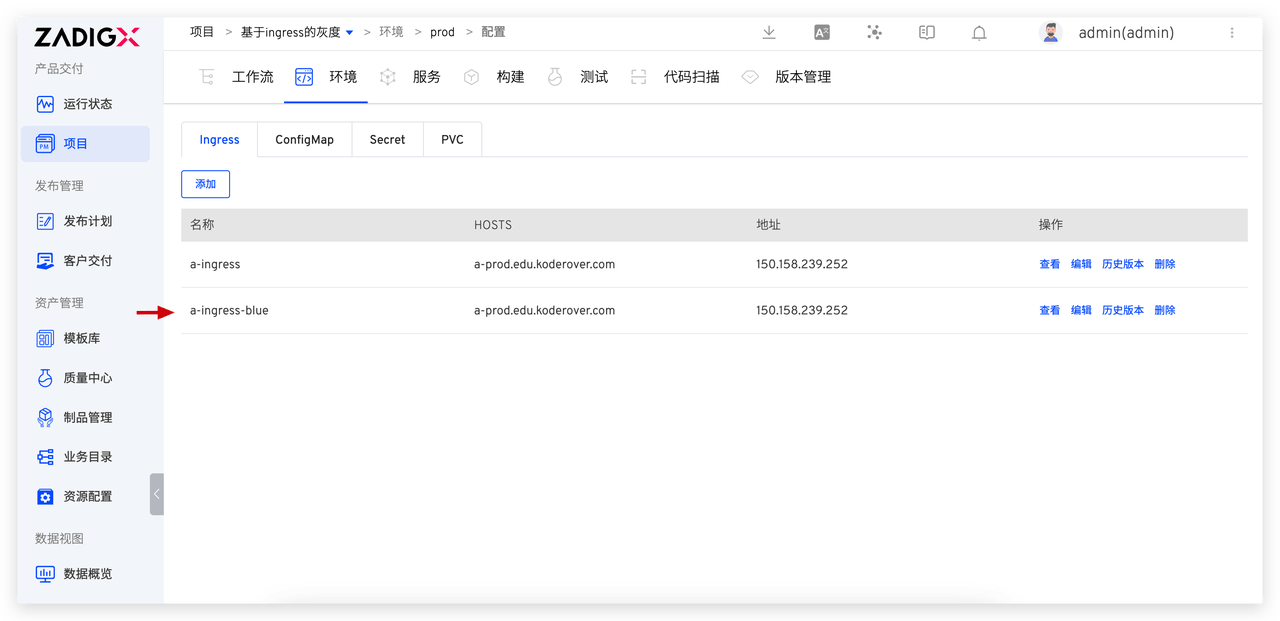 ZADIGX
项目 > 基于ingress的灰度 > 环境 > prod > 配置
admin(admin)
产品交付
运行状态
项目
发布管理
发布计划
客户交付
资产管理
模板库
质量中心
制品管理
业务目录
资源配置
数据视图
数据概览
工作流 环境 服务 构建 测试 代码扫描 版本管理
Ingress ConfigMap Secret PVC
添加
名称 HOSTS 地址 操作
a-ingress a-prod.edu.koderover.com 150.158.239.252 查看 编辑 历史版本 删除
a-ingress-blue a-prod.edu.koderover.com 150.158.239.252 查看 编辑 历史版本 删除